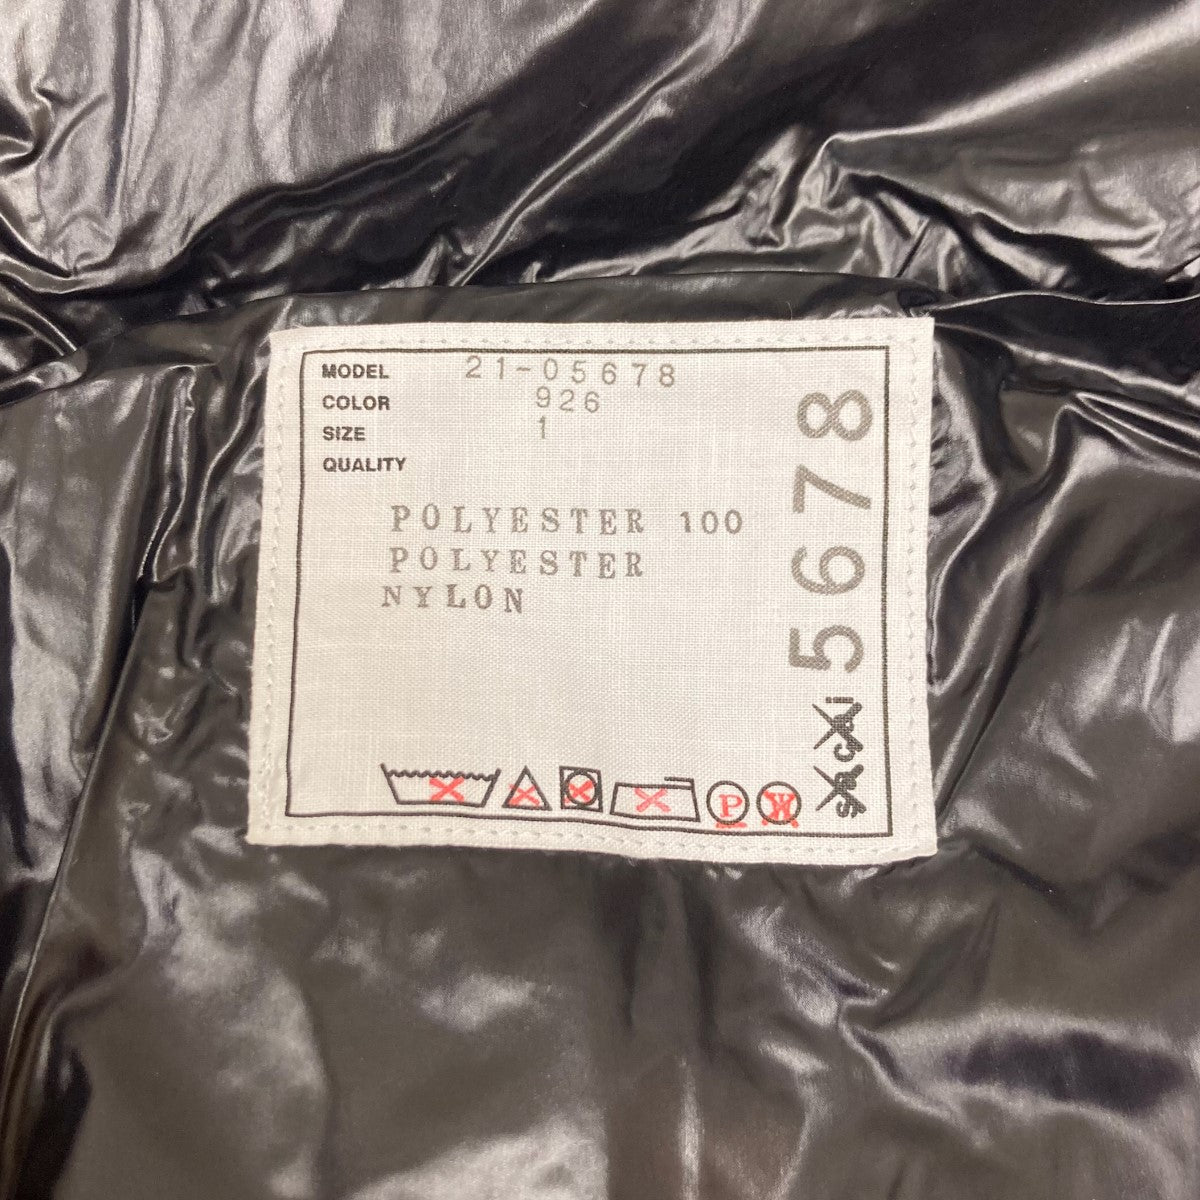 MODEL 21-05678
COLOR 926
SIZE 1
QUALITY
POLYESTER 100
POLYESTER
NYLON
P W
sacai 5678